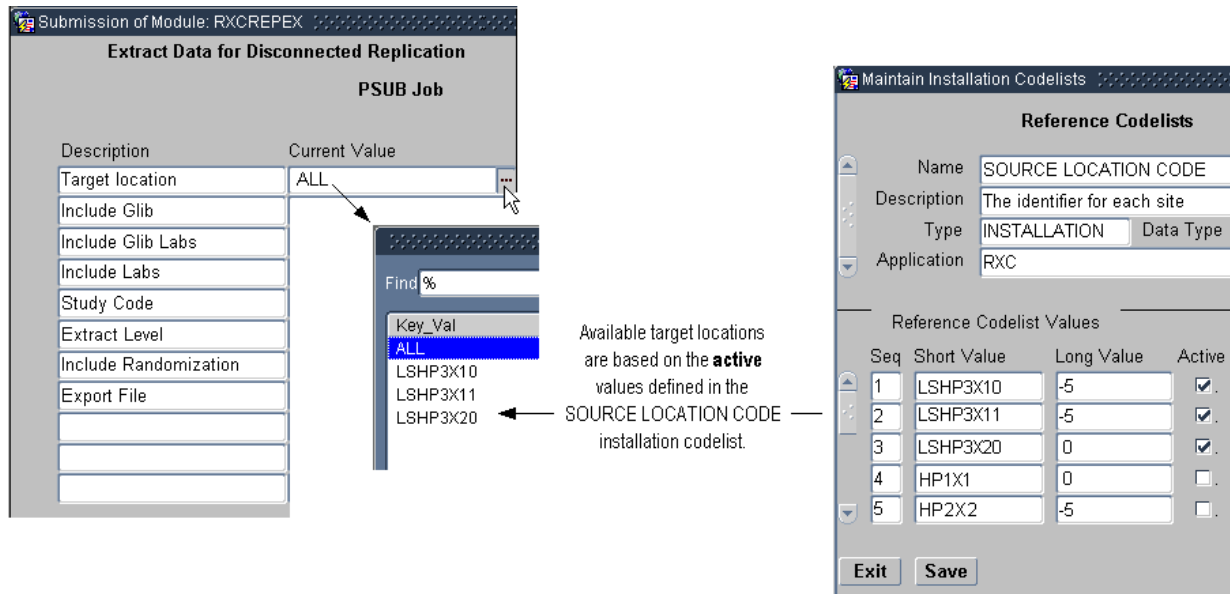 Submission of Module: RXCREPEX
Extract Data for Disconnected Replication
PSUB Job
Description Current Value
Target location ALL ...
Include Glib
Include Glib Labs
Include Labs
Study Code
Extract Level
Include Randomization
Export File
Find %
Key_Val
ALL
LSHP3X10
LSHP3X11
LSHP3X20
Available target locations
are based on the active
values defined in the
SOURCE LOCATION CODE
installation codelist.
Maintain Installation Codelists
Reference Codelists
Name SOURCE LOCATION CODE
Description The identifier for each site
Type INSTALLATION Data Type
Application RXC
Reference Codelist Values
Seq Short Value Long Value Active
1 LSHP3X10 -5
2 LSHP3X11 -5
3 LSHP3X20 0
4 HP1X1 0
5 HP2X2 -5
Exit Save